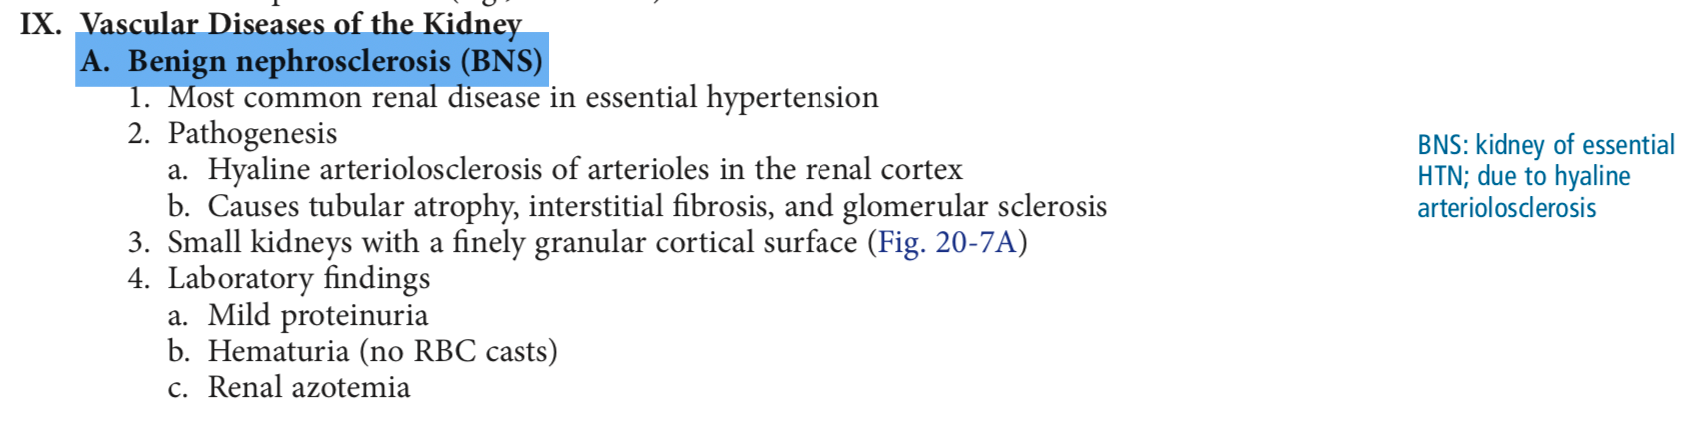 IX. Vascular Diseases of the Kidney
A. Benign nephrosclerosis (BNS)
1. Most common renal disease in essential hypertension
2. Pathogenesis
a. Hyaline arteriolosclerosis of arterioles in the renal cortex
b. Causes tubular atrophy, interstitial fibrosis, and glomerular sclerosis
3. Small kidneys with a finely granular cortical surface (Fig. 20-7A)
4. Laboratory findings
a. Mild proteinuria
b. Hematuria (no RBC casts)
c. Renal azotemia
BNS: kidney of essential
HTN; due to hyaline
arteriolosclerosis